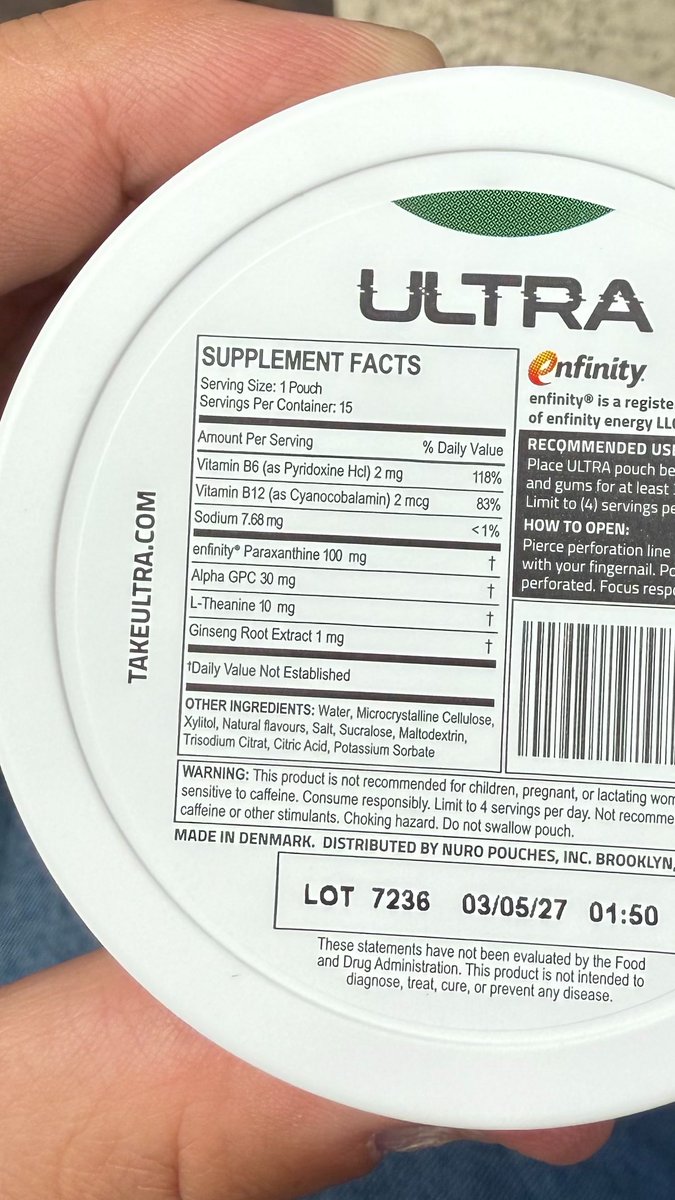 ULTRA
SUPPLEMENT FACTS
Serving Size: 1 Pouch
Servings Per Container: 15
Amount Per Serving % Daily Value
Vitamin B6 (as Pyridoxine Hcl) 2 mg 118%
Vitamin B12 (as Cyanocobalamin) 2 mcg 83%
Sodium 7.68 mg <1%
enfinity® Paraxanthine 100 mg †
Alpha GPC 30 mg †
L-Theanine 10 mg †
Ginseng Root Extract 1 mg †
†Daily Value Not Established
OTHER INGREDIENTS: Water, Microcrystalline Cellulose,
Xylitol, Natural flavours, Salt, Sucralose, Maltodextrin,
Trisodium Citrat, Citric Acid, Potassium Sorbate
enfinity.
enfinity® is a registe
of enfinity energy LL
RECOMMENDED US
Place ULTRA pouch be
and gums for at least
Limit to (4) servings pe
HOW TO OPEN:
Pierce perforation line
with your fingernail. Po
perforated. Focus resp
WARNING: This product is not recommended for children, pregnant, or lactating wom
sensitive to caffeine. Consume responsibly. Limit to 4 servings per day. Not recomme
caffeine or other stimulants. Choking hazard. Do not swallow pouch.
MADE IN DENMARK. DISTRIBUTED BY NURO POUCHES, INC. BROOKLYN,
LOT 7236 03/05/27 01:50
These statements have not been evaluated by the Food
and Drug Administration. This product is not intended to
diagnose, treat, cure, or prevent any disease.
TAKEULTRA.COM